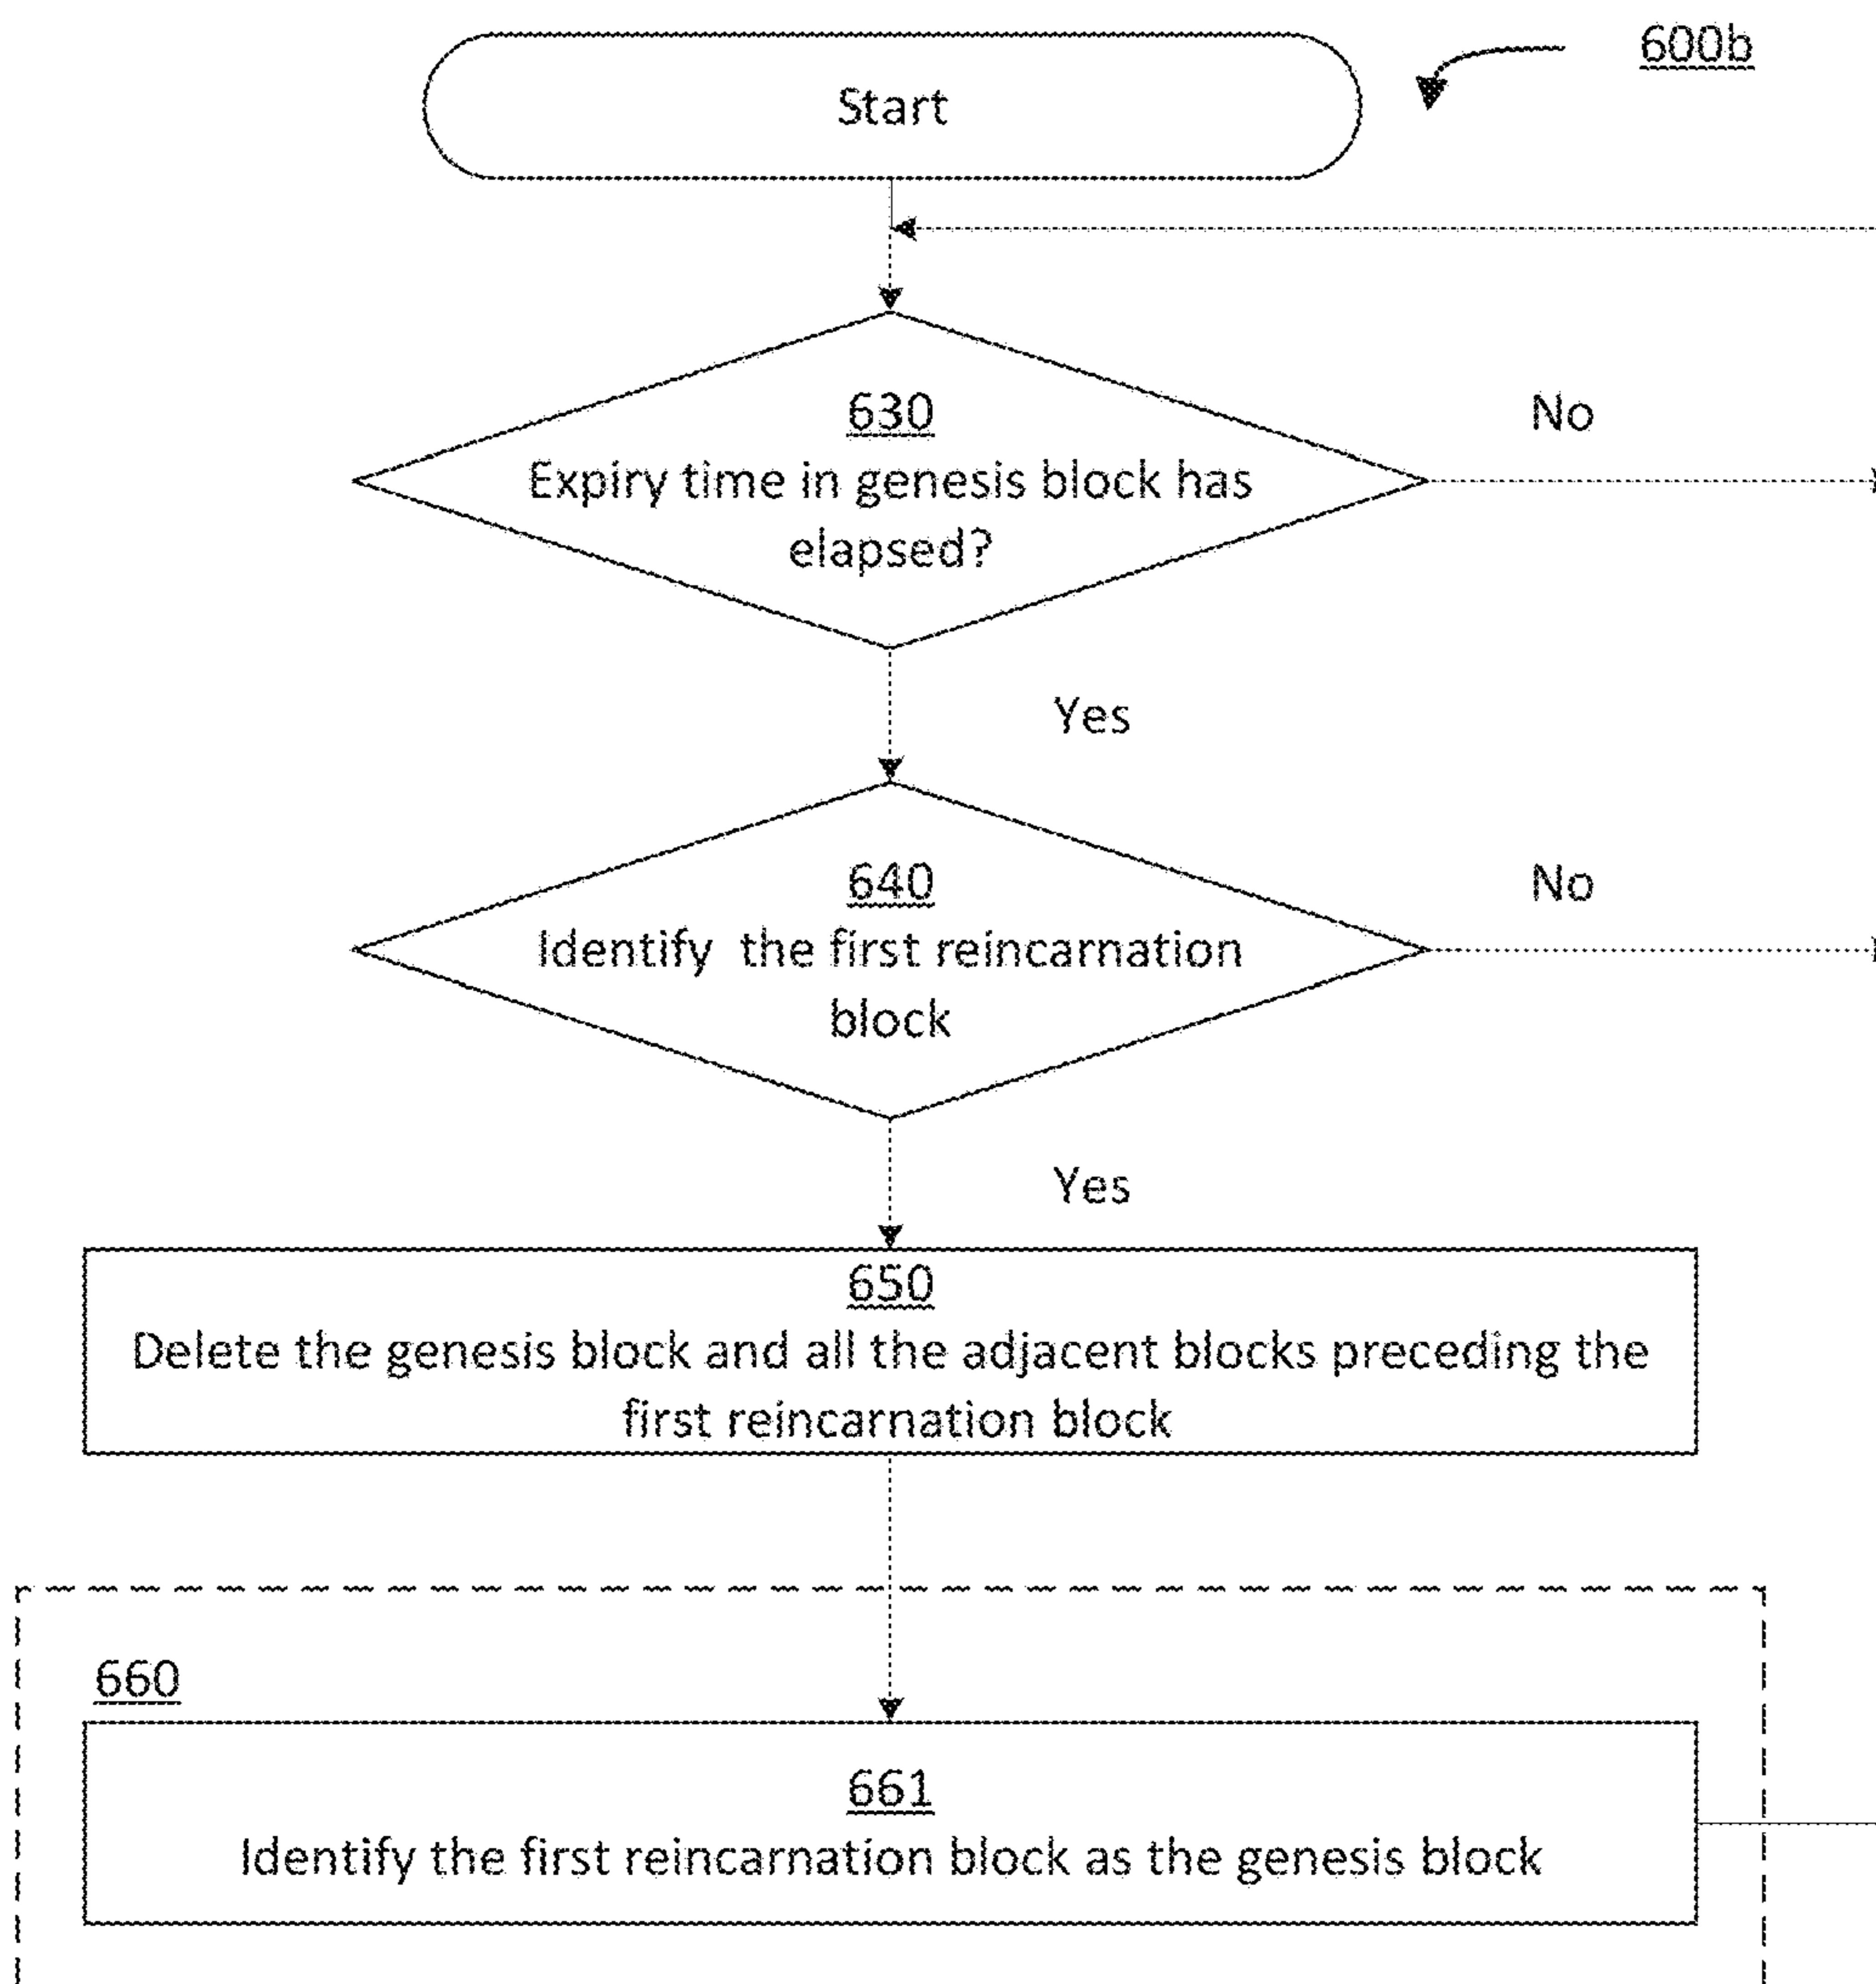 600b
Start
630
Expiry time in genesis block has
elapsed?
No
Yes
640
Identify the first reincarnation
block
No
Yes
650
Delete the genesis block and all the adjacent blocks preceding the
first reincarnation block
660
661
Identify the first reincarnation block as the genesis block